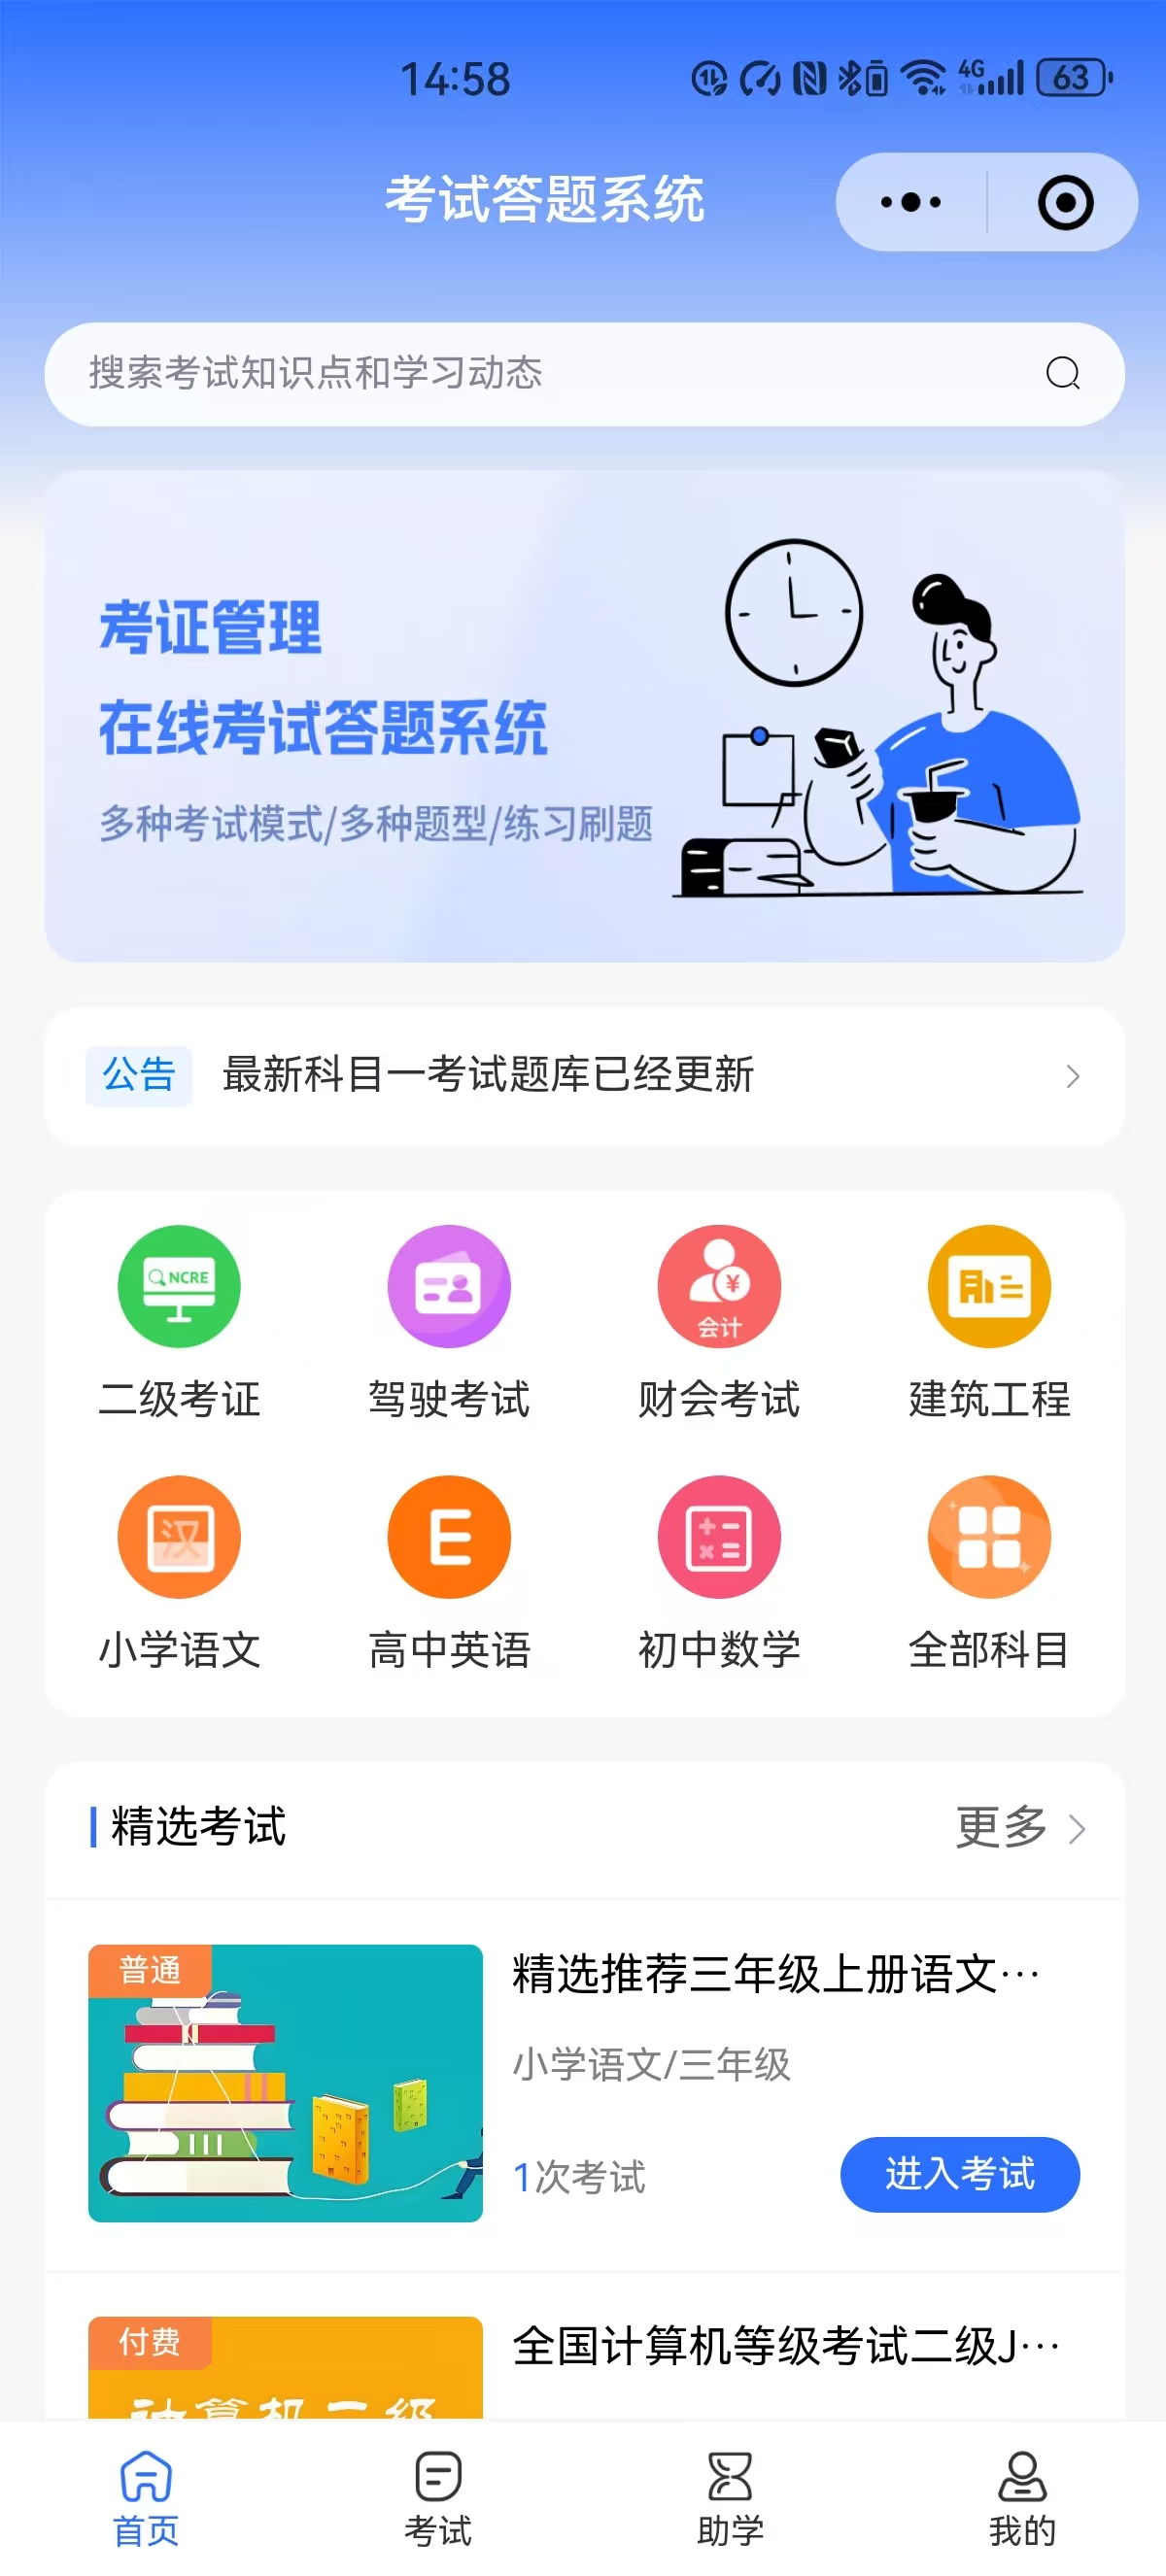 14:58
4G
63
考试答题系统
搜索考试知识点和学习动态
考证管理
在线考试答题系统
多种考试模式/多种题型/练习刷题
公告 最新科目一考试题库已经更新
NCRE
会计
二级考证 驾驶考试 财会考试 建筑工程
汉 E
小学语文 高中英语 初中数学 全部科目
精选考试 更多
普通
精选推荐三年级上册语文…
小学语文/三年级
1次考试 进入考试
付费
全国计算机等级考试二级J…
计算机二级
首页 考试 助学 我的